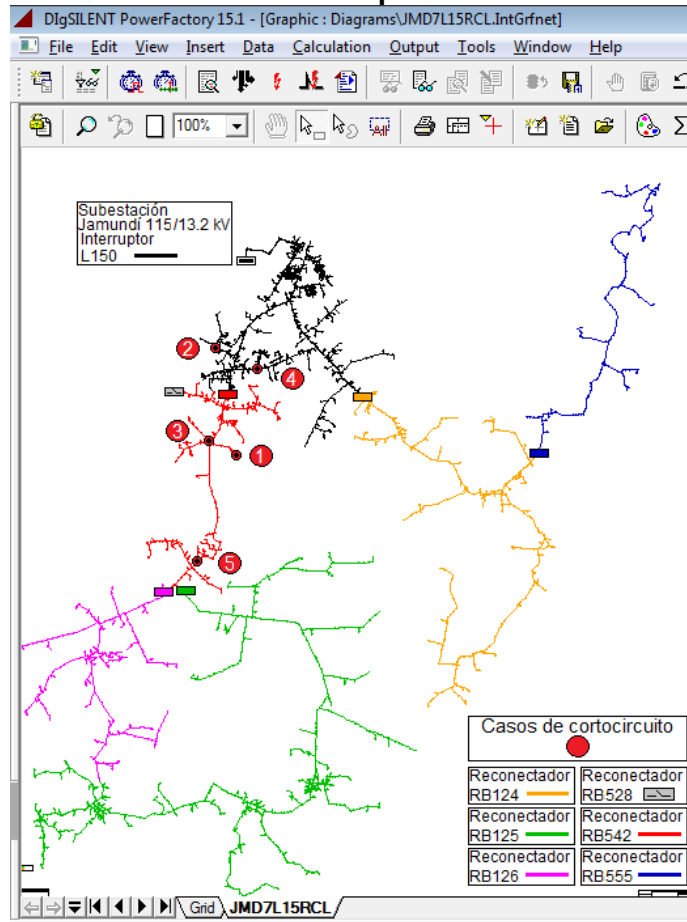 DIgSILENT PowerFactory 15.1 - [Graphic : Diagrams\JMD7L15RCL.IntGrfnet]
File Edit View Insert Data Calculation Output Tools Window Help
100%
Subestación
Jamundí 115/13.2 kV
Interruptor
L150
2
4
3
1
5
Casos de cortocircuito
Reconectador Reconectador
RB124 RB528
Reconectador Reconectador
RB125 RB542
Reconectador Reconectador
RB126 RB555
Grid JMD7L15RCL